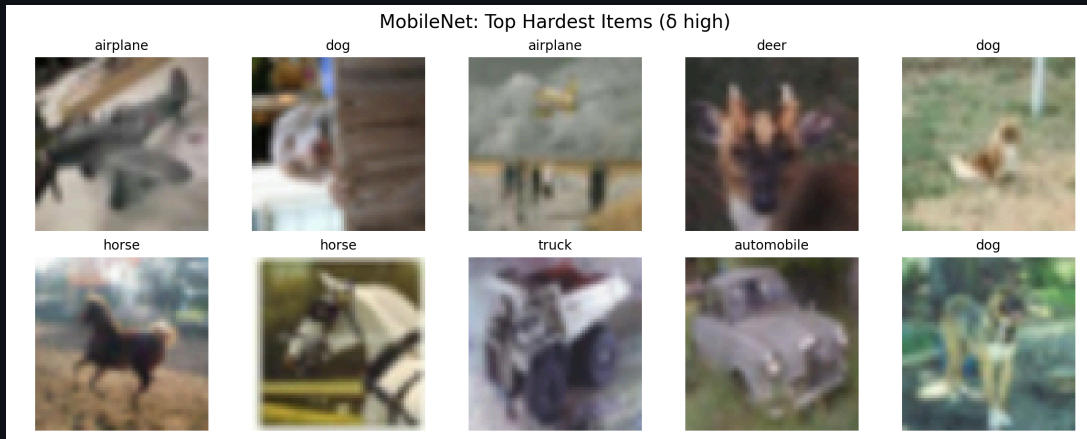 MobileNet: Top Hardest Items (δ high)
airplane dog airplane deer dog
horse horse truck automobile dog